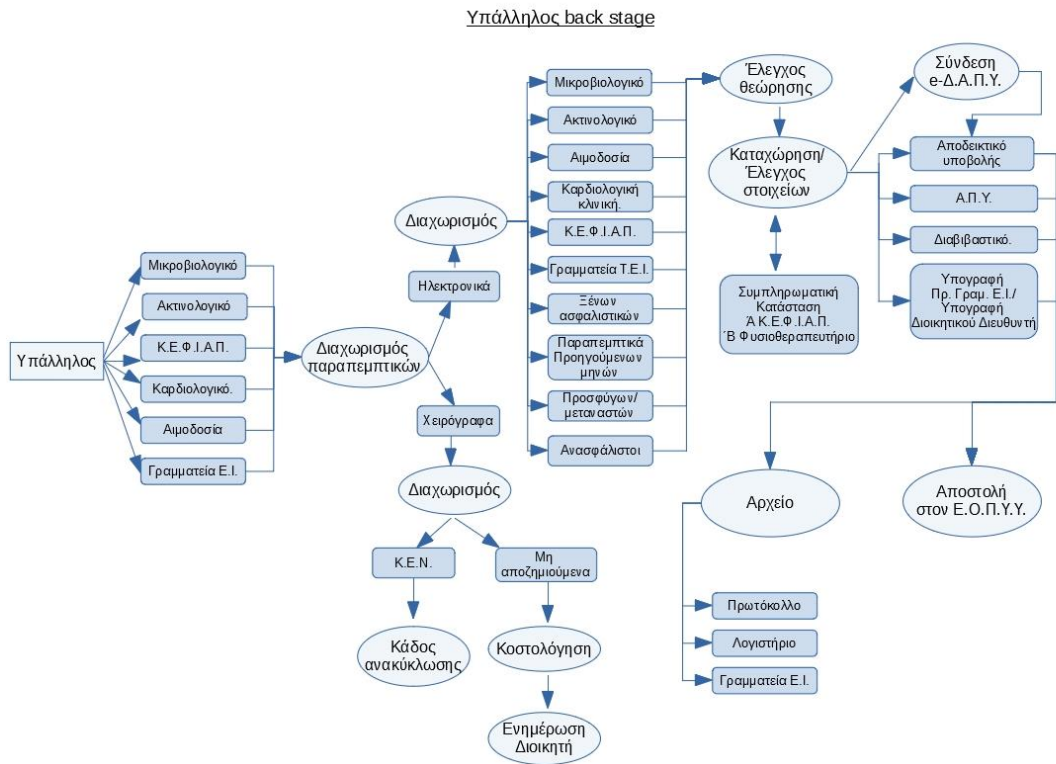 Υπάλληλος back stage
Υπάλληλος
Μικροβιολογικό
Ακτινολογικό
Κ.Ε.Φ.Ι.Α.Π.
Καρδιολογικό.
Αιμοδοσία
Γραμματεία Ε.Ι.
Διαχωρισμός
παραπεμπτικών
Ηλεκτρονικά
Χειρόγραφα
Διαχωρισμός
Μικροβιολογικό
Ακτινολογικό
Αιμοδοσία
Καρδιολογική
κλινική.
Κ.Ε.Φ.Ι.Α.Π.
Γραμματεία Τ.Ε.Ι.
Ξένων
ασφαλιστικών
Παραπεμπτικά
Προηγούμενων
μηνών
Προσφύγων/
μεταναστών
Ανασφάλιστοι
Διαχωρισμός
Κ.Ε.Ν.
Μη
αποζημιούμενα
Κάδος
ανακύκλωσης
Κοστολόγηση
Ενημέρωση
Διοικητή
Έλεγχος
θεώρησης
Καταχώρηση/
Έλεγχος
στοιχείων
Συμπληρωματική
Κατάσταση
Ά Κ.Ε.Φ.Ι.Α.Π.
΄Β Φυσιοθεραπευτήριο
Σύνδεση
e-Δ.Α.Π.Υ.
Αποδεικτικό
υποβολής
Α.Π.Υ.
Διαβιβαστικό.
Υπογραφή
Πρ. Γραμ. Ε.Ι./
Υπογραφή
Διοικητικού Διευθυντή
Αρχείο
Αποστολή
στον Ε.Ο.Π.Υ.Υ.
Πρωτόκολλο
Λογιστήριο
Γραμματεία Ε.Ι.